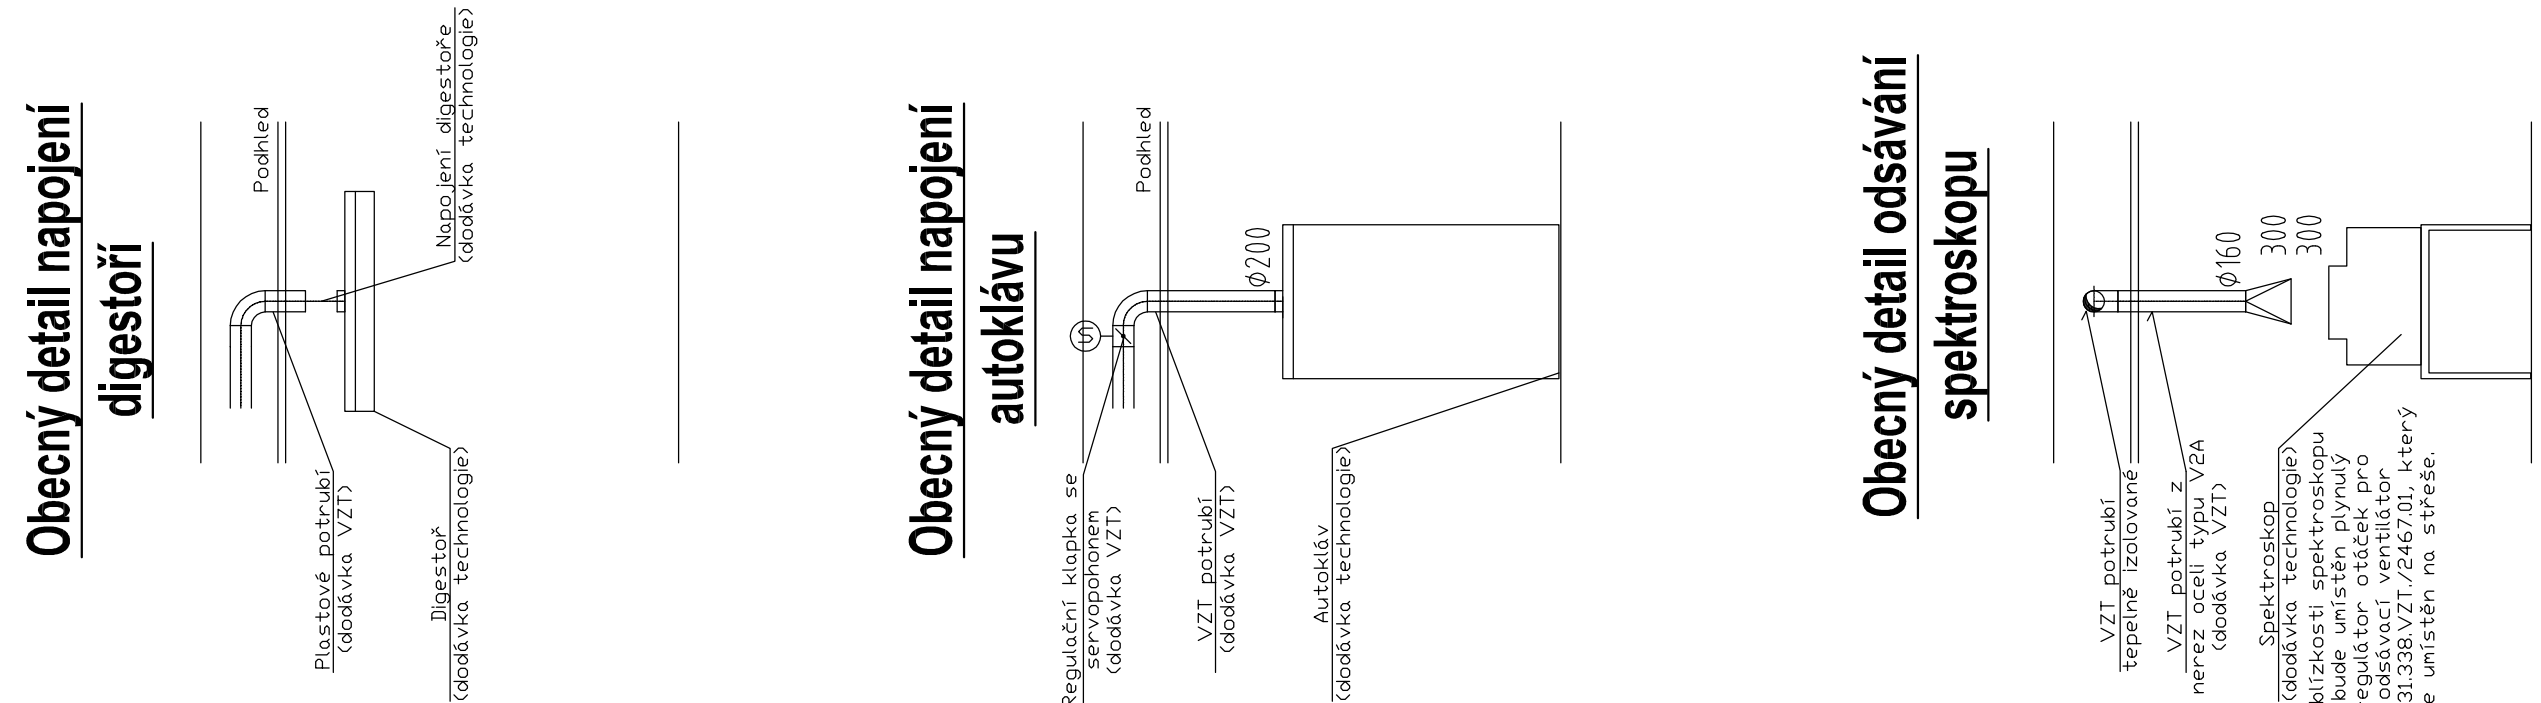 Obecný detail napojení
digestoří
Podhled
Napojení digestoře
(dodávka technologie)
Plastové potrubí
(dodávka VZT)
Digestoř
(dodávka technologie)
Obecný detail napojení
autoklávu
Podhled
ϕ200
Regulační klapka se
servopohonem
(dodávka VZT)
VZT potrubí
(dodávka VZT)
Autokláv
(dodávka technologie)
Obecný detail odsávání
spektroskopu
ϕ160
300
300
VZT potrubí
tepelně izolované
VZT potrubí z
nerez oceli typu V2A
(dodávka VZT)
Spektroskop
(dodávka technologie)
blízkosti spektroskopu
bude umístěn plynulý
egulátor otáček pro
odsávací ventilátor
31.338.VZT./2467.01, který
e umístěn na střeše.